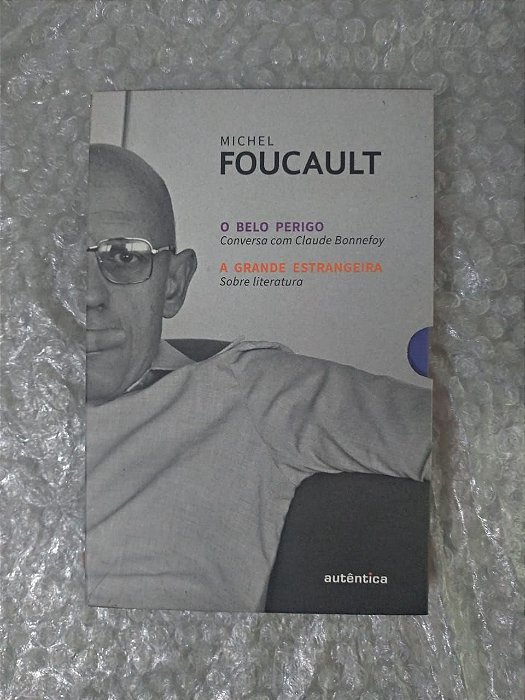 MICHEL
FOUCAULT
O BELO PERIGO
Conversa com Claude Bonnefoy
A GRANDE ESTRANGEIRA
Sobre literatura
autêntica